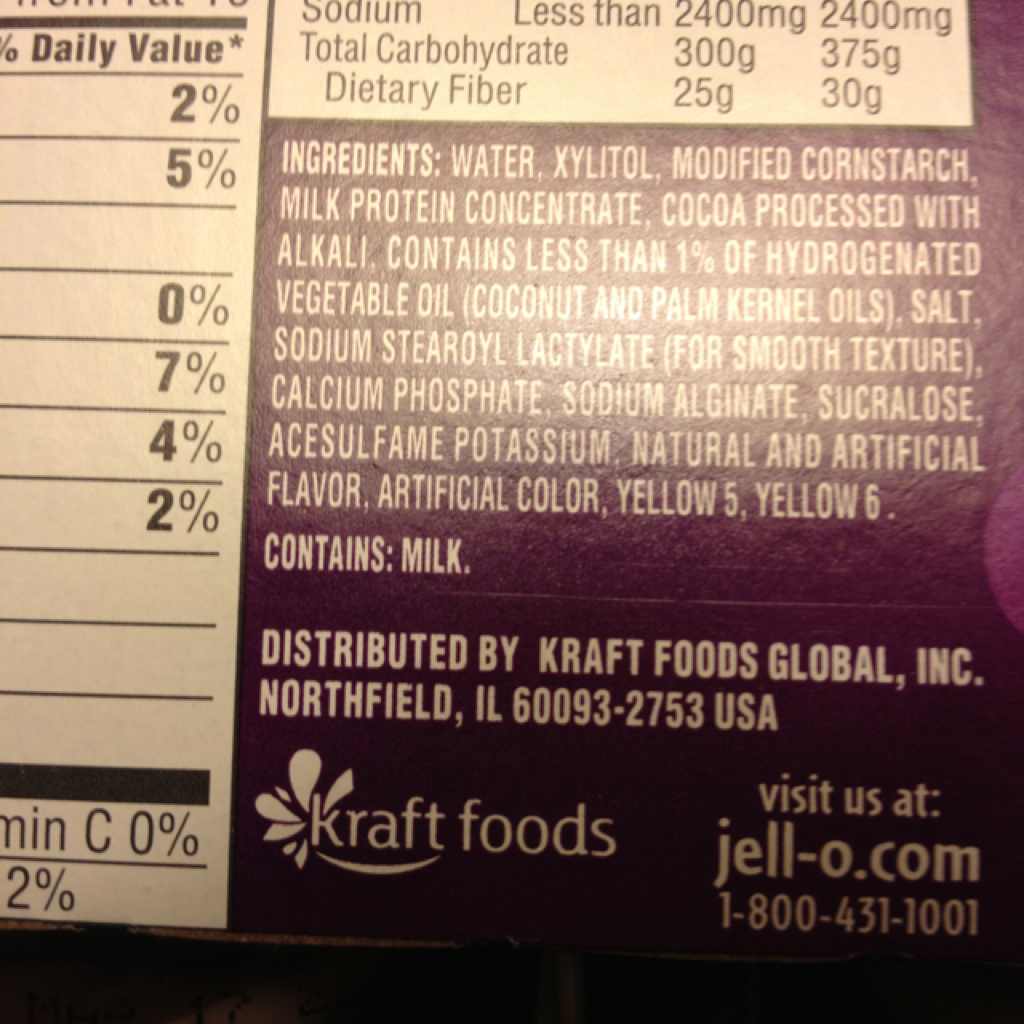 % Daily Value*
2%
5%
0%
7%
4%
2%
min C 0%
2%
Sodium Less than 2400mg 2400mg
Total Carbohydrate 300g 375g
Dietary Fiber 25g 30g
INGREDIENTS: WATER, XYLITOL, MODIFIED CORNSTARCH,
MILK PROTEIN CONCENTRATE, COCOA PROCESSED WITH
ALKALI. CONTAINS LESS THAN 1% OF HYDROGENATED
VEGETABLE OIL (COCONUT AND PALM KERNEL OILS), SALT,
SODIUM STEAROYL LACTYLATE (FOR SMOOTH TEXTURE),
CALCIUM PHOSPHATE, SODIUM ALGINATE, SUCRALOSE,
ACESULFAME POTASSIUM, NATURAL AND ARTIFICIAL
FLAVOR, ARTIFICIAL COLOR, YELLOW 5, YELLOW 6 .
CONTAINS: MILK.
DISTRIBUTED BY KRAFT FOODS GLOBAL, INC.
NORTHFIELD, IL 60093-2753 USA
kraft foods
visit us at:
jell-o.com
1-800-431-1001